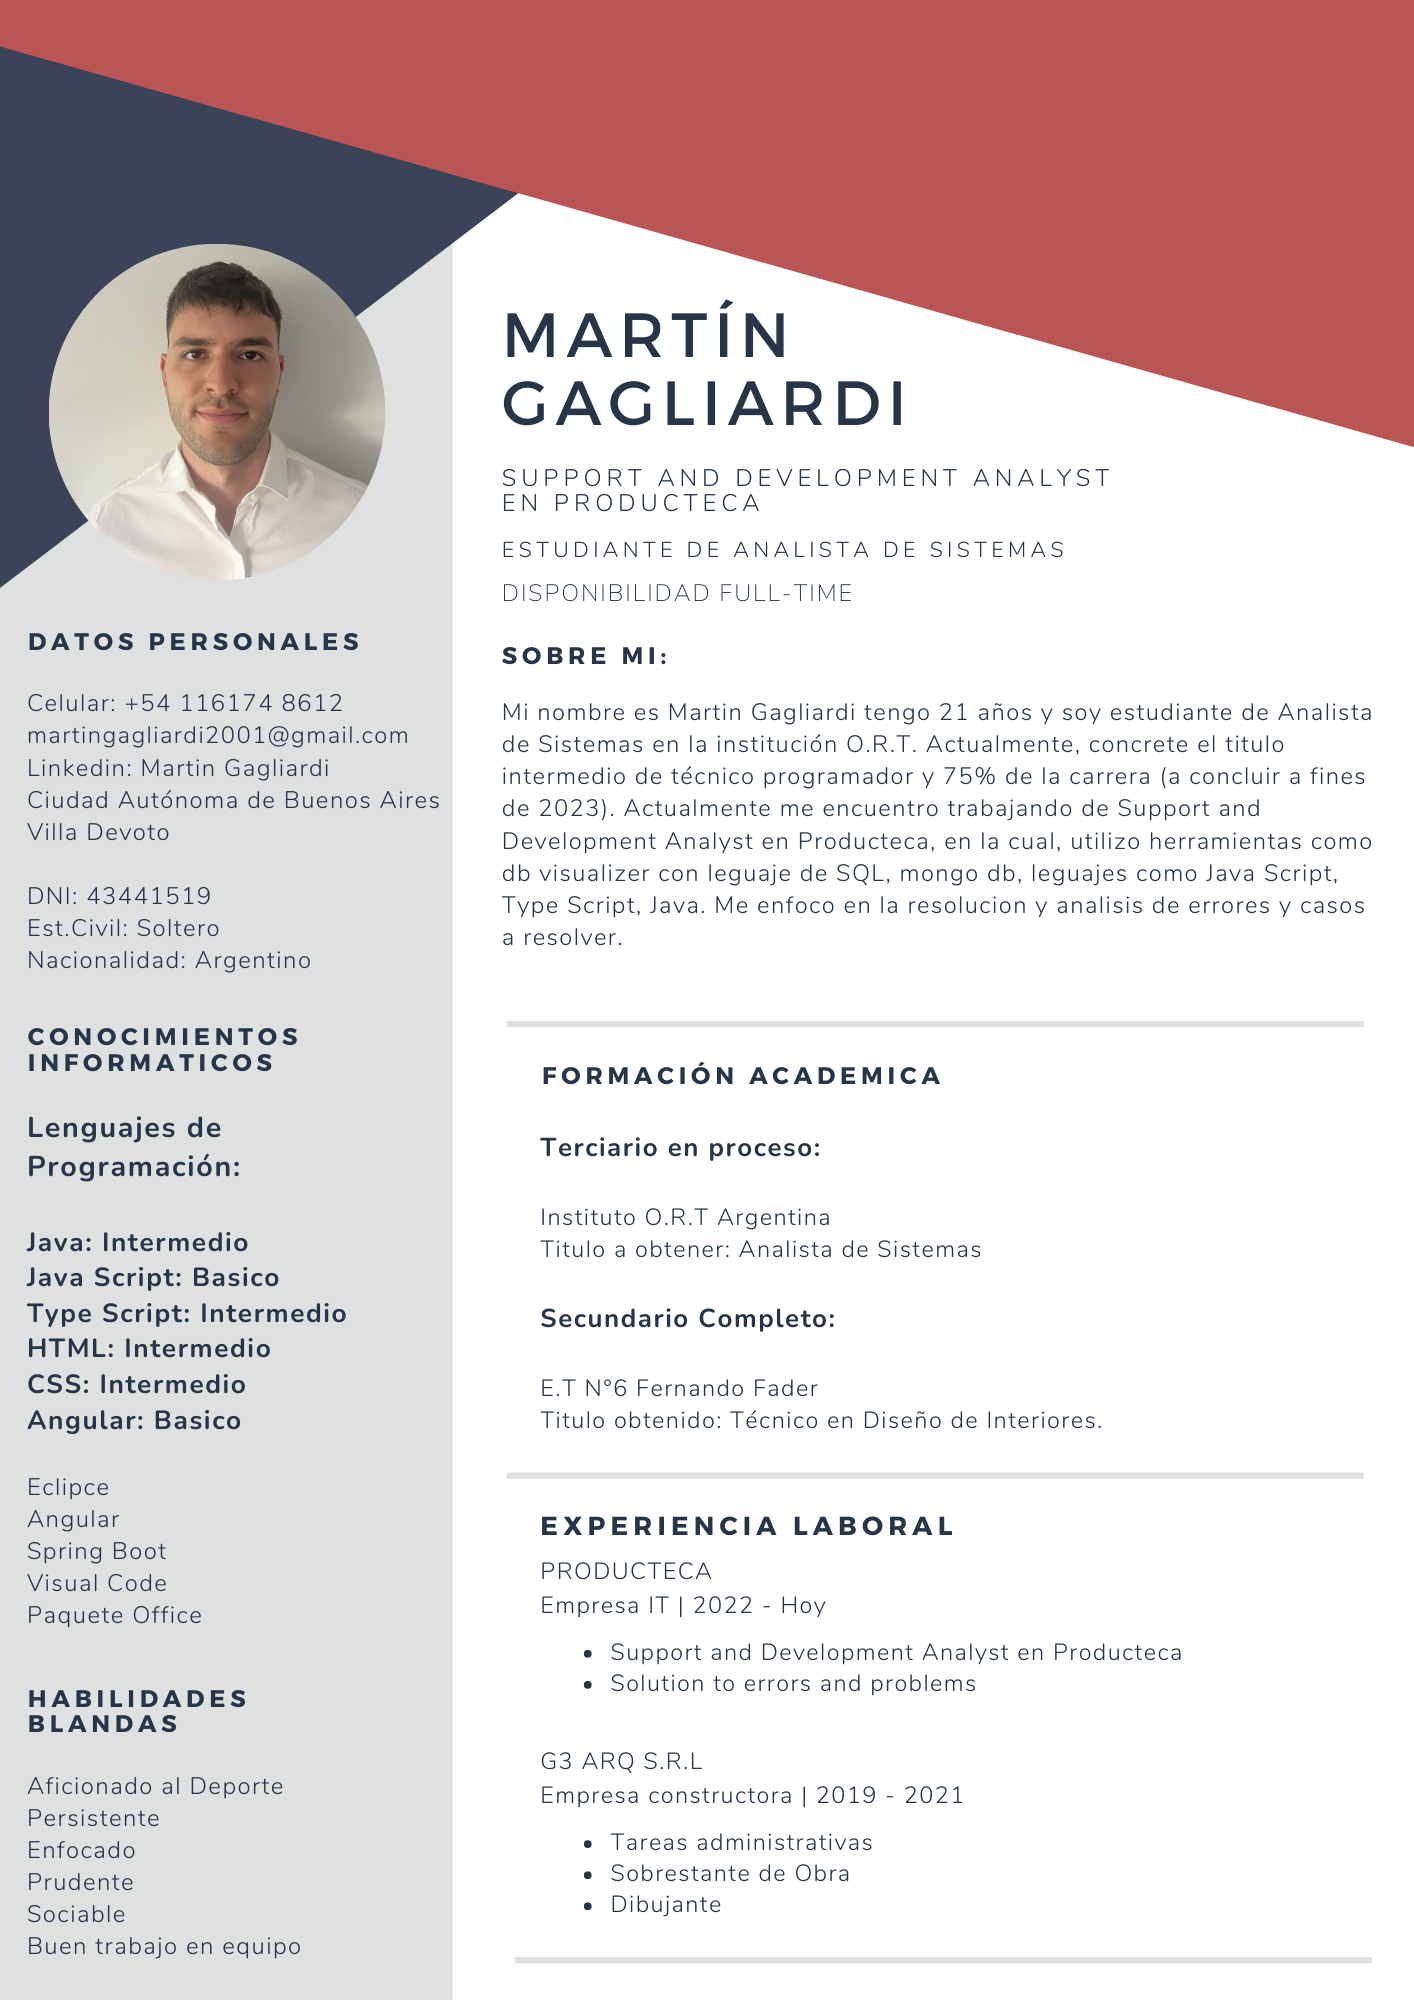 MARTÍN
GAGLIARDI
SUPPORT AND DEVELOPMENT ANALYST
EN PRODUCTECA
ESTUDIANTE DE ANALISTA DE SISTEMAS
DISPONIBILIDAD FULL-TIME
SOBRE MI:
Mi nombre es Martin Gagliardi tengo 21 años y soy estudiante de Analista
de Sistemas en la institución O.R.T. Actualmente, concrete el titulo
intermedio de técnico programador y 75% de la carrera (a concluir a fines
de 2023). Actualmente me encuentro trabajando de Support and
Development Analyst en Producteca, en la cual, utilizo herramientas como
db visualizer con leguaje de SQL, mongo db, leguajes como Java Script,
Type Script, Java. Me enfoco en la resolucion y analisis de errores y casos
a resolver.
FORMACIÓN ACADEMICA
Terciario en proceso:
Instituto O.R.T Argentina
Titulo a obtener: Analista de Sistemas
Secundario Completo:
E.T N°6 Fernando Fader
Titulo obtenido: Técnico en Diseño de Interiores.
EXPERIENCIA LABORAL
PRODUCTECA
Empresa IT | 2022 - Hoy
• Support and Development Analyst en Producteca
• Solution to errors and problems
G3 ARQ S.R.L
Empresa constructora | 2019 - 2021
• Tareas administrativas
• Sobrestante de Obra
• Dibujante
DATOS PERSONALES
Celular: +54 116174 8612
martingagliardi2001@gmail.com
Linkedin: Martin Gagliardi
Ciudad Autónoma de Buenos Aires
Villa Devoto
DNI: 43441519
Est.Civil: Soltero
Nacionalidad: Argentino
CONOCIMIENTOS
INFORMATICOS
Lenguajes de
Programación:
Java: Intermedio
Java Script: Basico
Type Script: Intermedio
HTML: Intermedio
CSS: Intermedio
Angular: Basico
Eclipce
Angular
Spring Boot
Visual Code
Paquete Office
HABILIDADES
BLANDAS
Aficionado al Deporte
Persistente
Enfocado
Prudente
Sociable
Buen trabajo en equipo